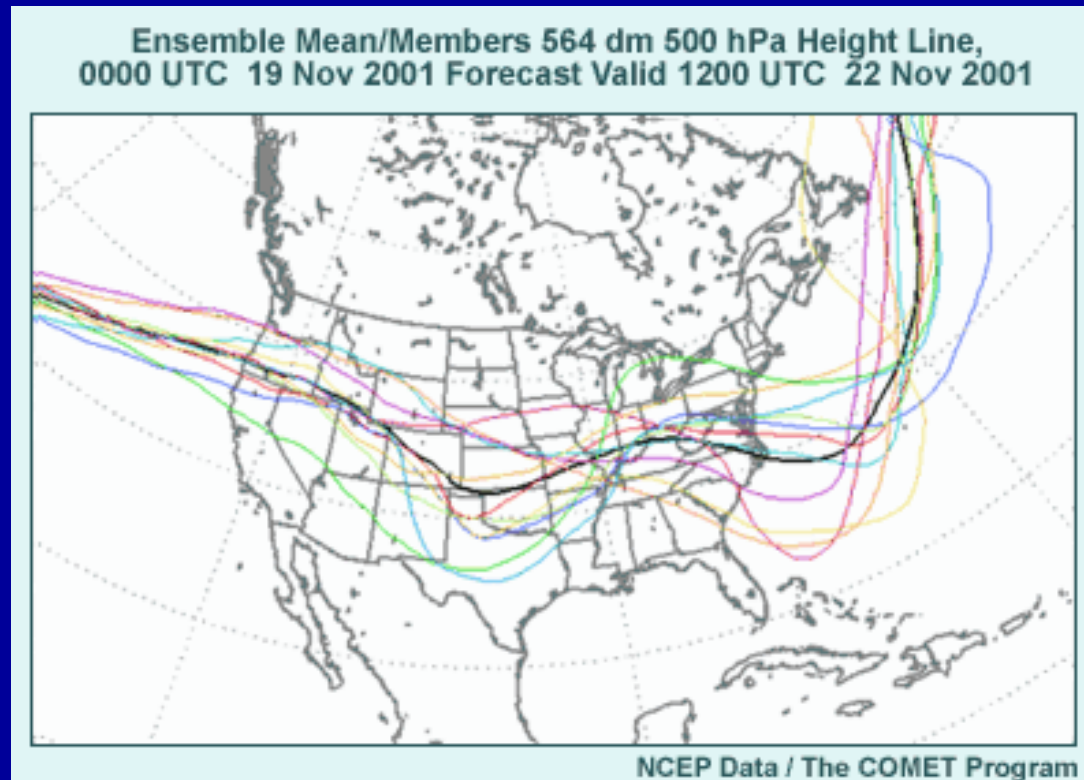 Ensemble Mean/Members 564 dm 500 hPa Height Line,
0000 UTC 19 Nov 2001 Forecast Valid 1200 UTC 22 Nov 2001
NCEP Data / The COMET Program